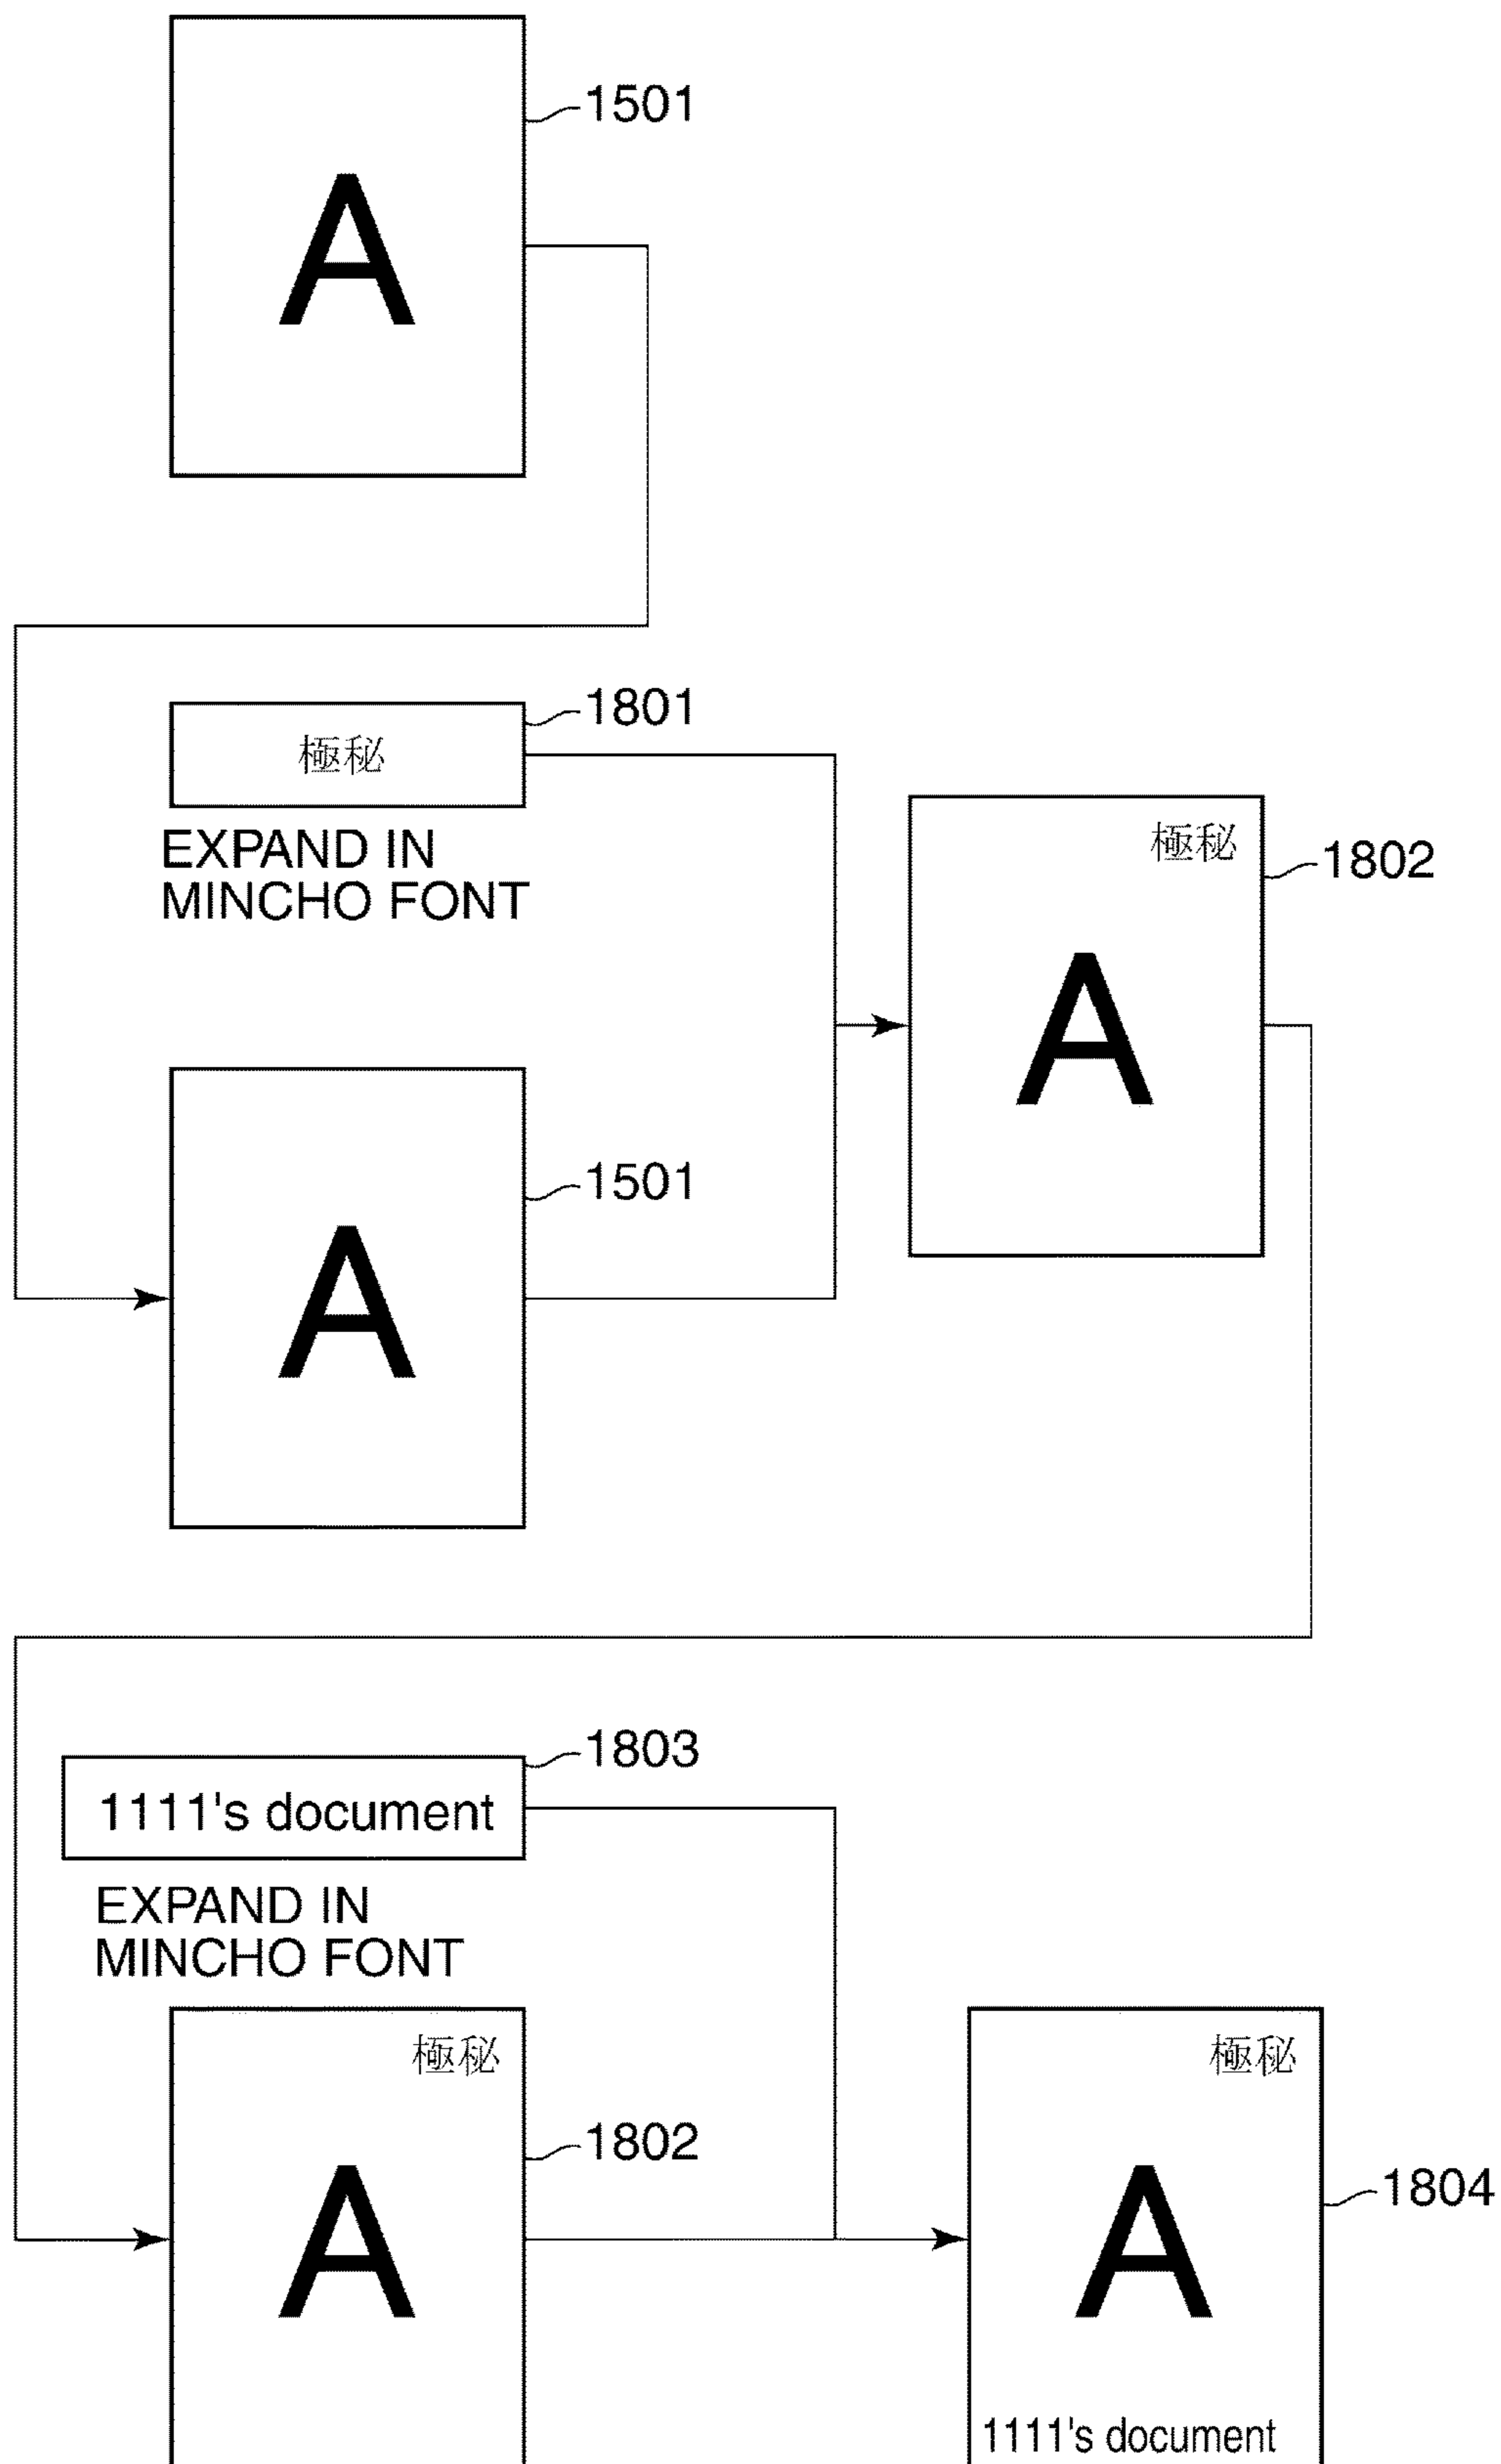 1501
A
1801
極秘
EXPAND IN
MINCHO FONT
極秘
1802
A
1501
A
1803
1111's document
EXPAND IN
MINCHO FONT
極秘
1802
A
極秘
1804
A
1111's document